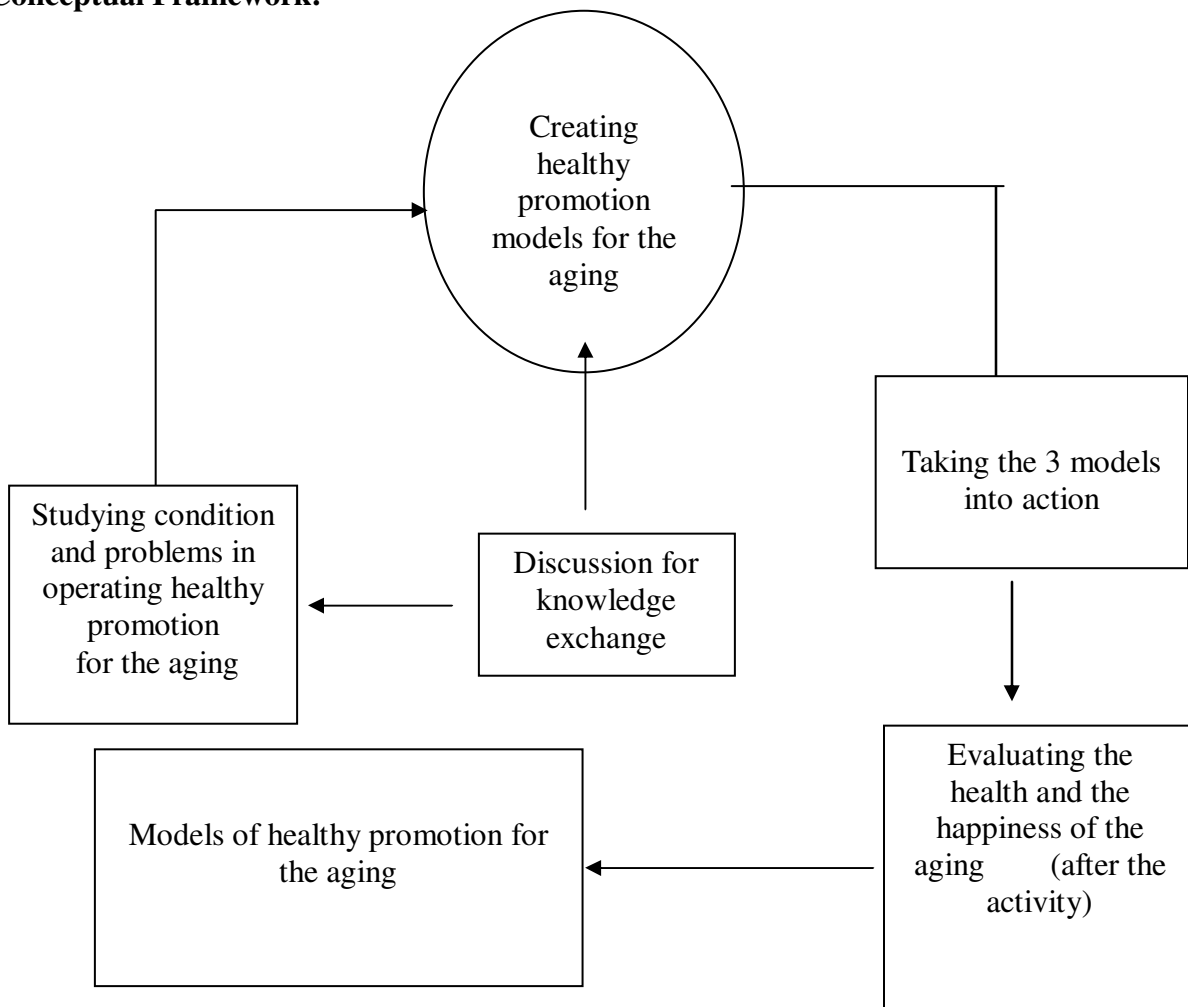 Conceptual Framework:
Creating
healthy
promotion
models for the
aging
Taking the 3 models
into action
Studying condition
and problems in
operating healthy
promotion
for the aging
Discussion for
knowledge
exchange
Evaluating the
health and the
happiness of the
aging (after the
activity)
Models of healthy promotion for
the aging